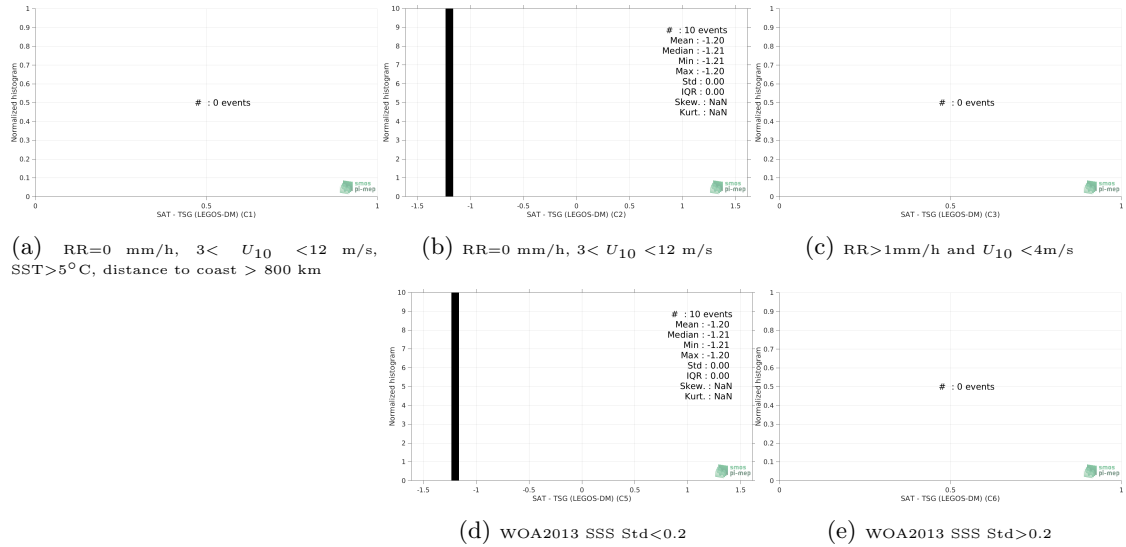 1
0.9
0.8
0.7
0.6
0.5
0.4
0.3
0.2
0.1
0
Normalized histogram
# : 0 events
0 0.5 1
SAT - TSG (LEGOS-DM) (C1)
smos
pi-mep
(a) RR=0 mm/h, 3< U10 <12 m/s,
SST>5°C, distance to coast > 800 km
10
9
8
7
6
5
4
3
2
1
0
Normalized histogram
# : 10 events
Mean : -1.20
Median : -1.21
Min : -1.21
Max : -1.20
Std : 0.00
IQR : 0.00
Skew. : NaN
Kurt. : NaN
-1.5 -1 -0.5 0 0.5 1 1.5
SAT - TSG (LEGOS-DM) (C2)
smos
pi-mep
(b) RR=0 mm/h, 3< U10 <12 m/s
1
0.9
0.8
0.7
0.6
0.5
0.4
0.3
0.2
0.1
0
Normalized histogram
# : 0 events
0 0.5 1
SAT - TSG (LEGOS-DM) (C3)
smos
pi-mep
(c) RR>1mm/h and U10 <4m/s
10
9
8
7
6
5
4
3
2
1
0
Normalized histogram
# : 10 events
Mean : -1.20
Median : -1.21
Min : -1.21
Max : -1.20
Std : 0.00
IQR : 0.00
Skew. : NaN
Kurt. : NaN
-1.5 -1 -0.5 0 0.5 1 1.5
SAT - TSG (LEGOS-DM) (C5)
smos
pi-mep
(d) WOA2013 SSS Std<0.2
1
0.9
0.8
0.7
0.6
0.5
0.4
0.3
0.2
0.1
0
Normalized histogram
# : 0 events
0 0.5 1
SAT - TSG (LEGOS-DM) (C6)
smos
pi-mep
(e) WOA2013 SSS Std>0.2